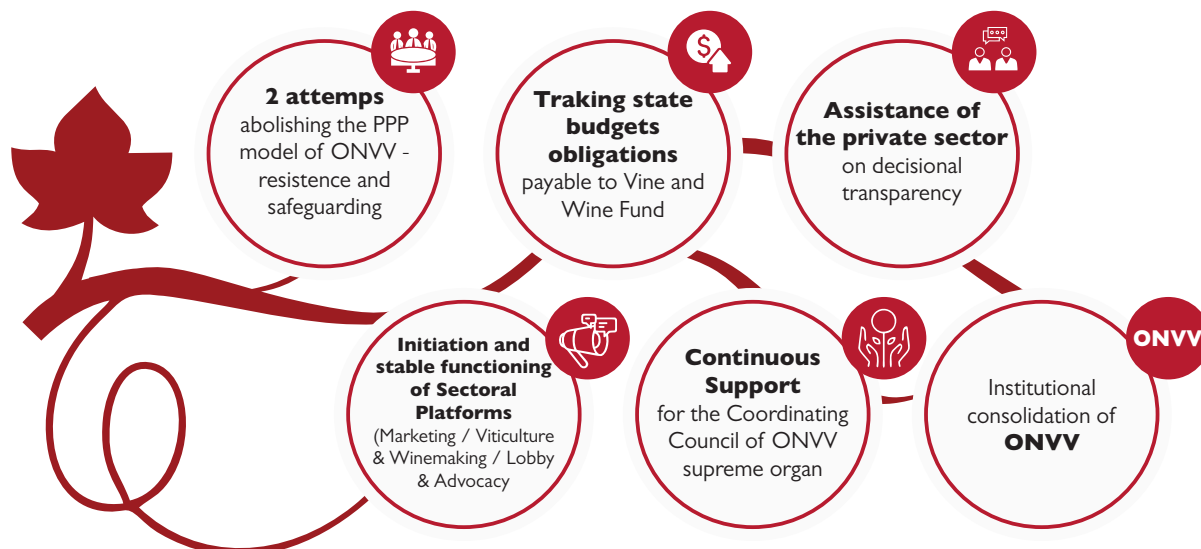 2 attemps
abolishing the PPP
model of ONVV -
resistence and
safeguarding
Traking state
budgets
obligations
payable to Vine and
Wine Fund
Assistance of
the private sector
on decisional
transparency
Initiation and
stable functioning
of Sectoral
Platforms
(Marketing / Viticulture
& Winemaking / Lobby
& Advocacy
Continuous
Support
for the Coordinating
Council of ONVV
supreme organ
ONVV
Institutional
consolidation of
ONVV